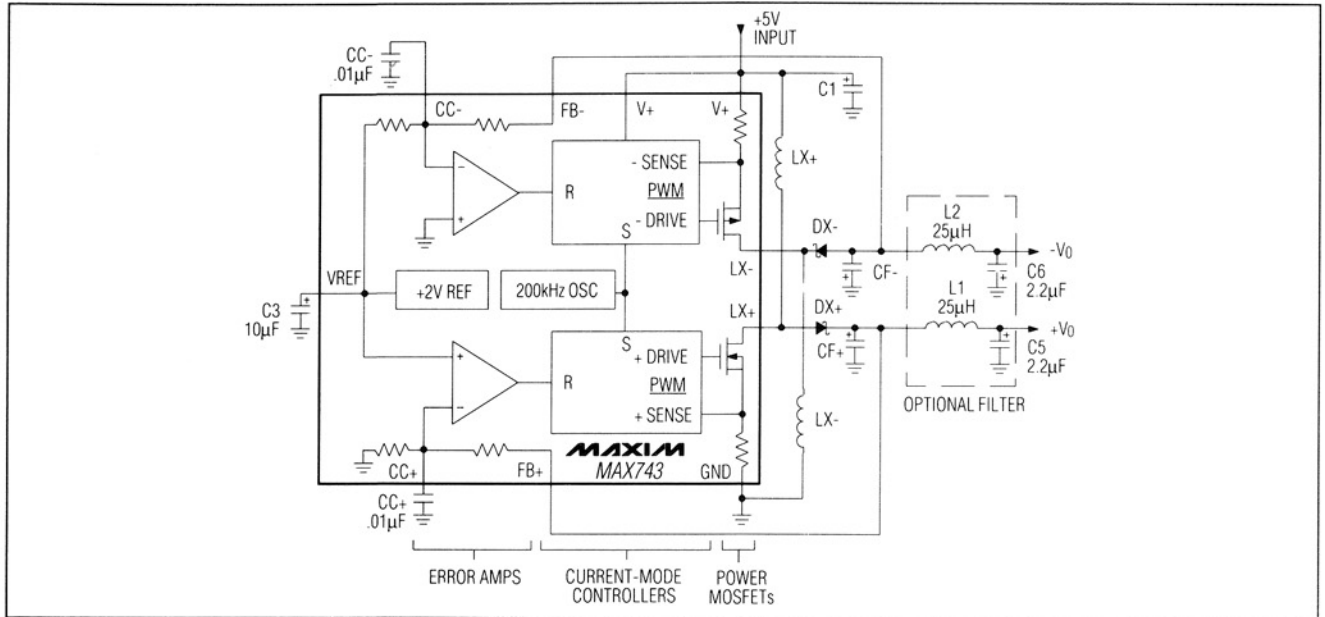 +5V
INPUT
CC-
.01µF
C1
CC-
FB-
V+
V+
LX+
- SENSE
PWM
- DRIVE
R
S
L2
25µH
DX-
-V0
LX-
CF-
C6
2.2µF
VREF
+2V REF
200kHz OSC
C3
10µF
L1
25µH
LX+
DX+
+V0
CF+
C5
2.2µF
S
+ DRIVE
PWM
+ SENSE
R
OPTIONAL FILTER
LX-
MAXIM
MAX743
CC+
FB+
GND
CC+
.01µF
ERROR AMPS
CURRENT-MODE
CONTROLLERS
POWER
MOSFETs